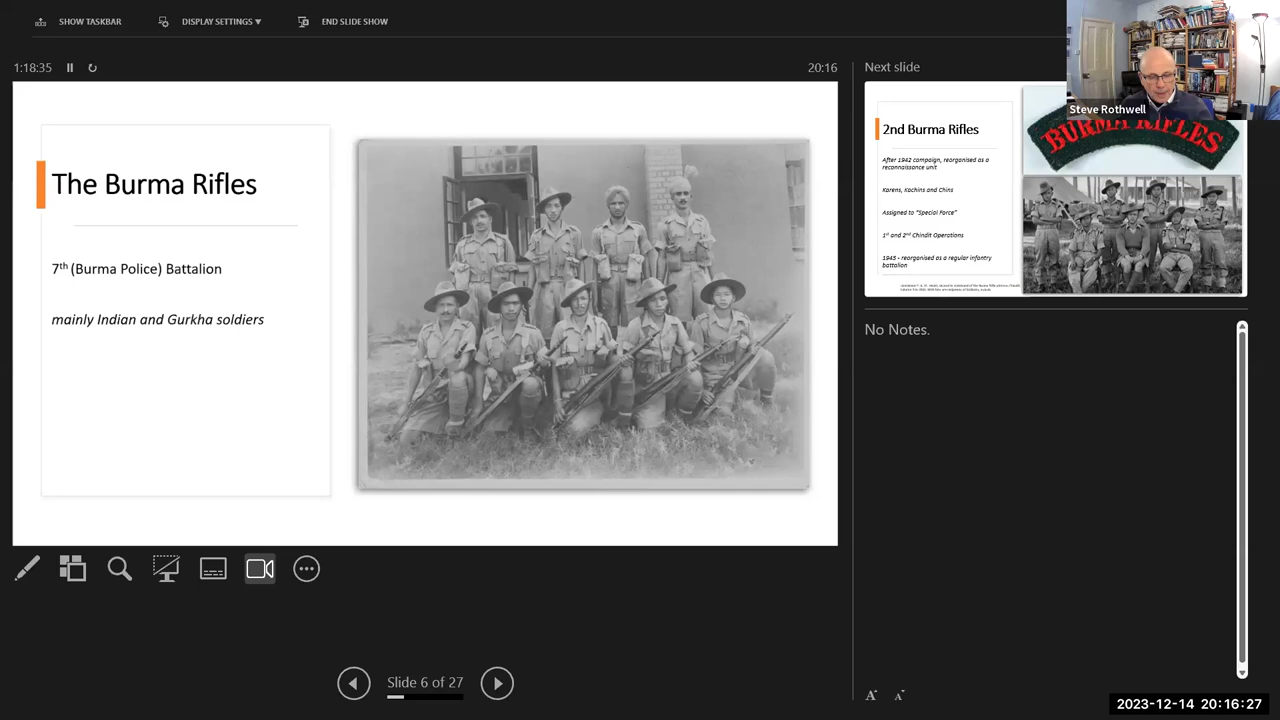 SHOW TASKBAR
DISPLAY SETTINGS ▼
END SLIDE SHOW
1:18:35
20:16
The Burma Rifles
7th (Burma Police) Battalion
mainly Indian and Gurkha soldiers
Next slide
Steve Rothwell
2nd Burma Rifles
After 1942 campaign, reorganised as a
reconnaissance unit
Karens, Kachins and Chins
Assigned to "Special Force"
1st and 2nd Chindit Operations
1945 - reorganised as a regular infantry
battalion
BURMA RIFLES
No Notes.
Slide 6 of 27
A A
2023-12-14 20:16:27